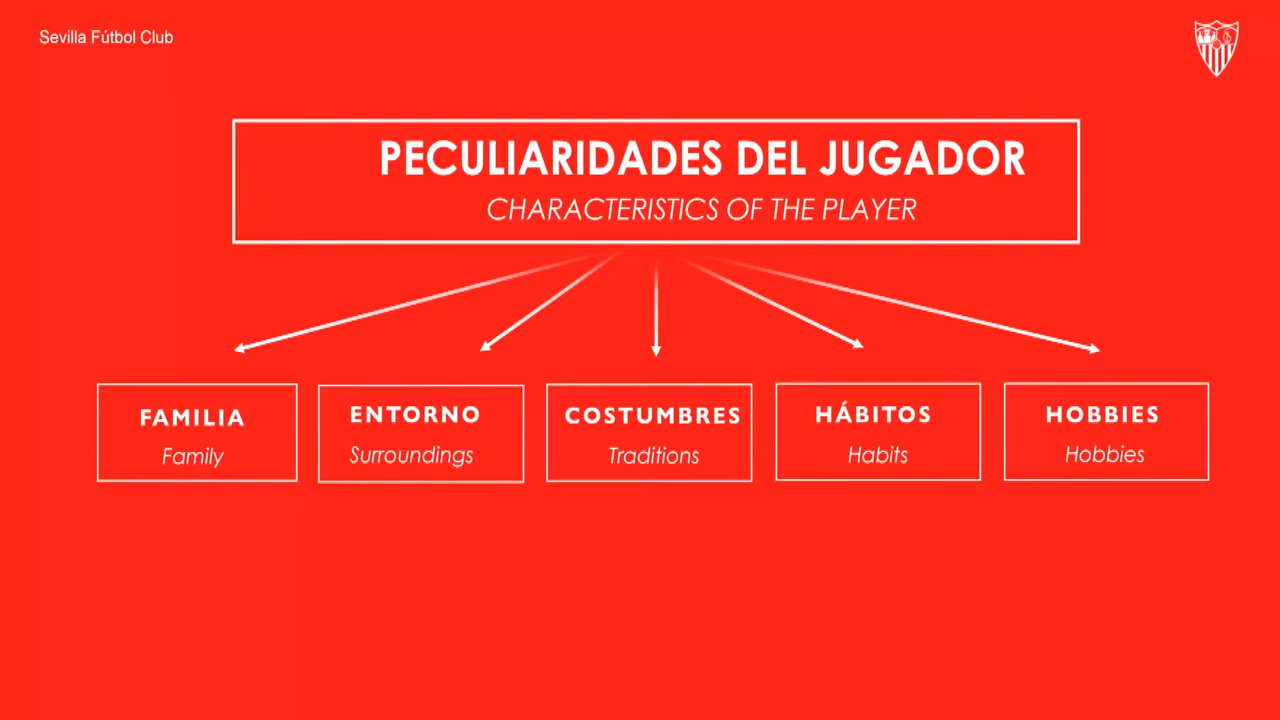 Sevilla Fútbol Club
PECULIARIDADES DEL JUGADOR
CHARACTERISTICS OF THE PLAYER
FAMILIA
Family
ENTORNO
Surroundings
COSTUMBRES
Traditions
HÁBITOS
Habits
HOBBIES
Hobbies